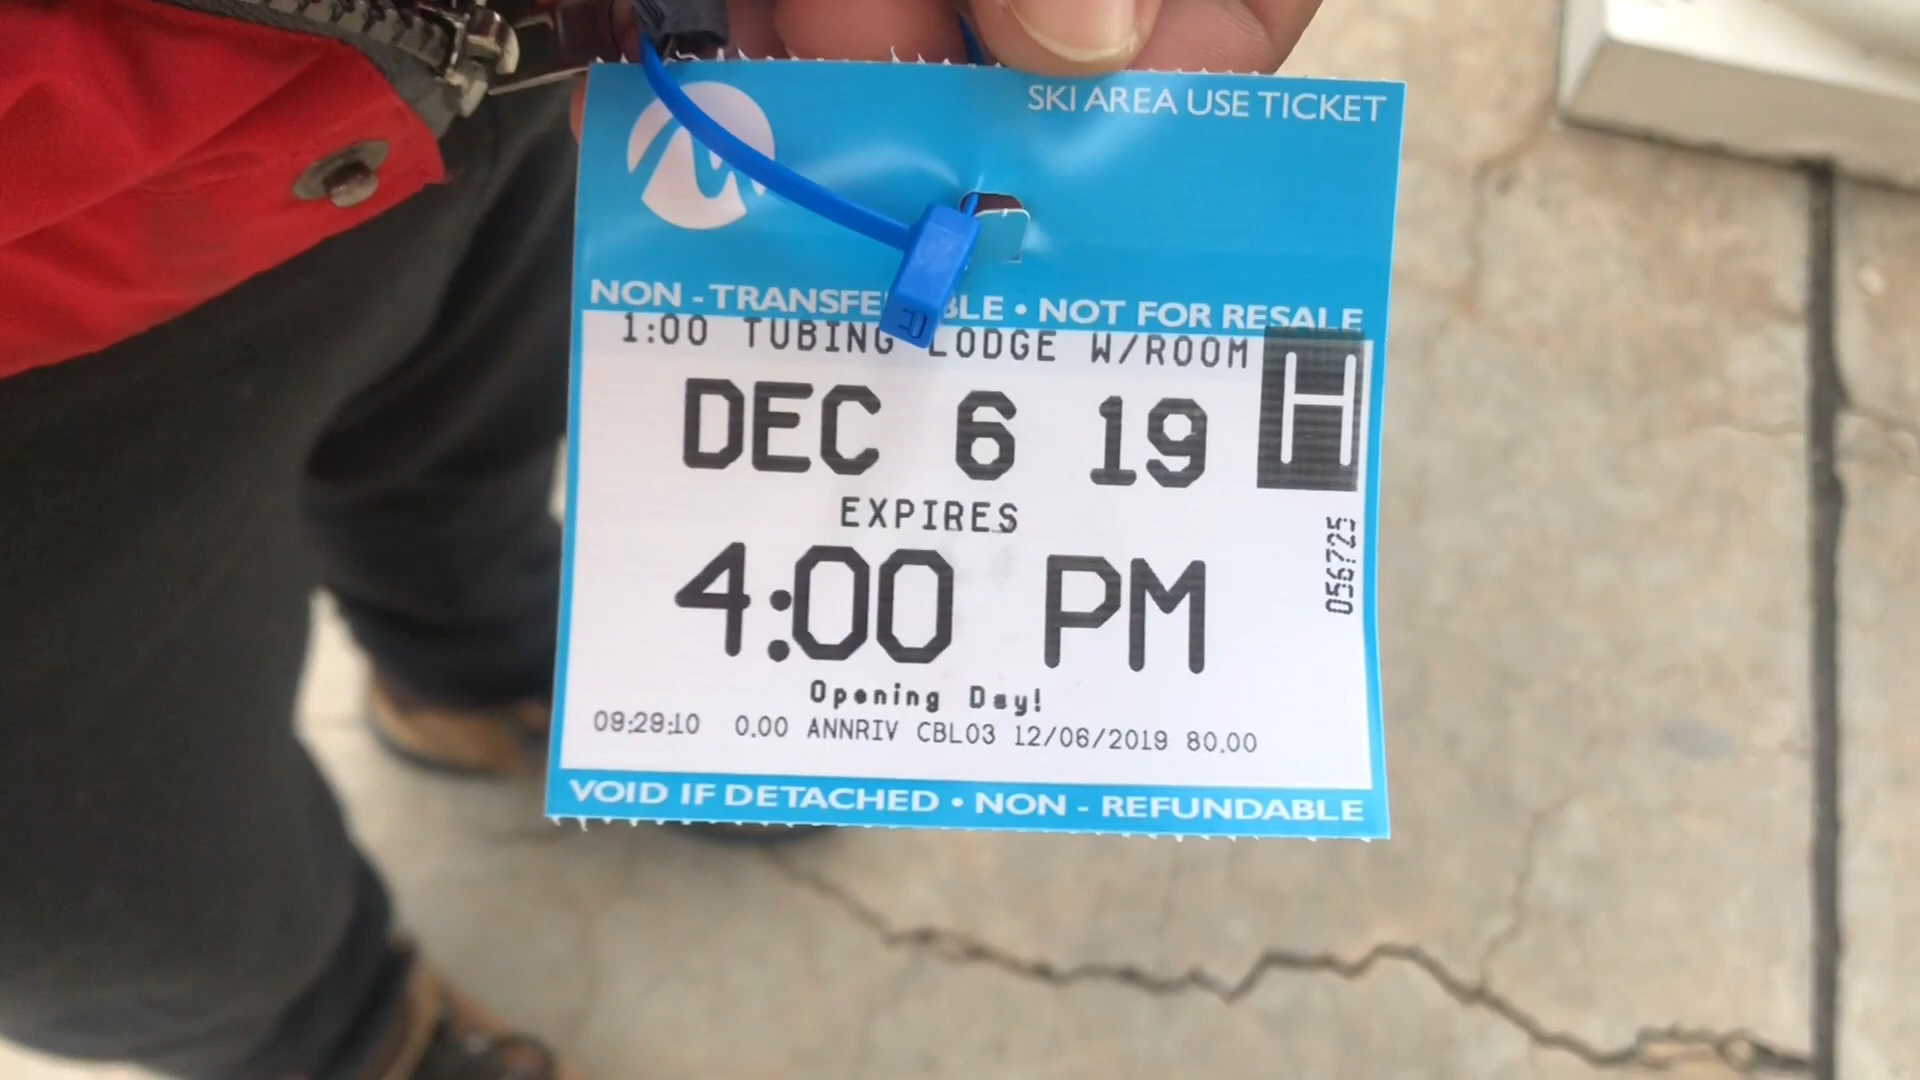 SKI AREA USE TICKET
NON - TRANSFE BLE • NOT FOR RESALE
1:00 TUBING LODGE W/ROOM
H
DEC 6 19
EXPIRES
4:00 PM
056725
Opening Day!
09:29:10 0.00 ANNRIV CBL03 12/06/2019 80.00
VOID IF DETACHED • NON - REFUNDABLE